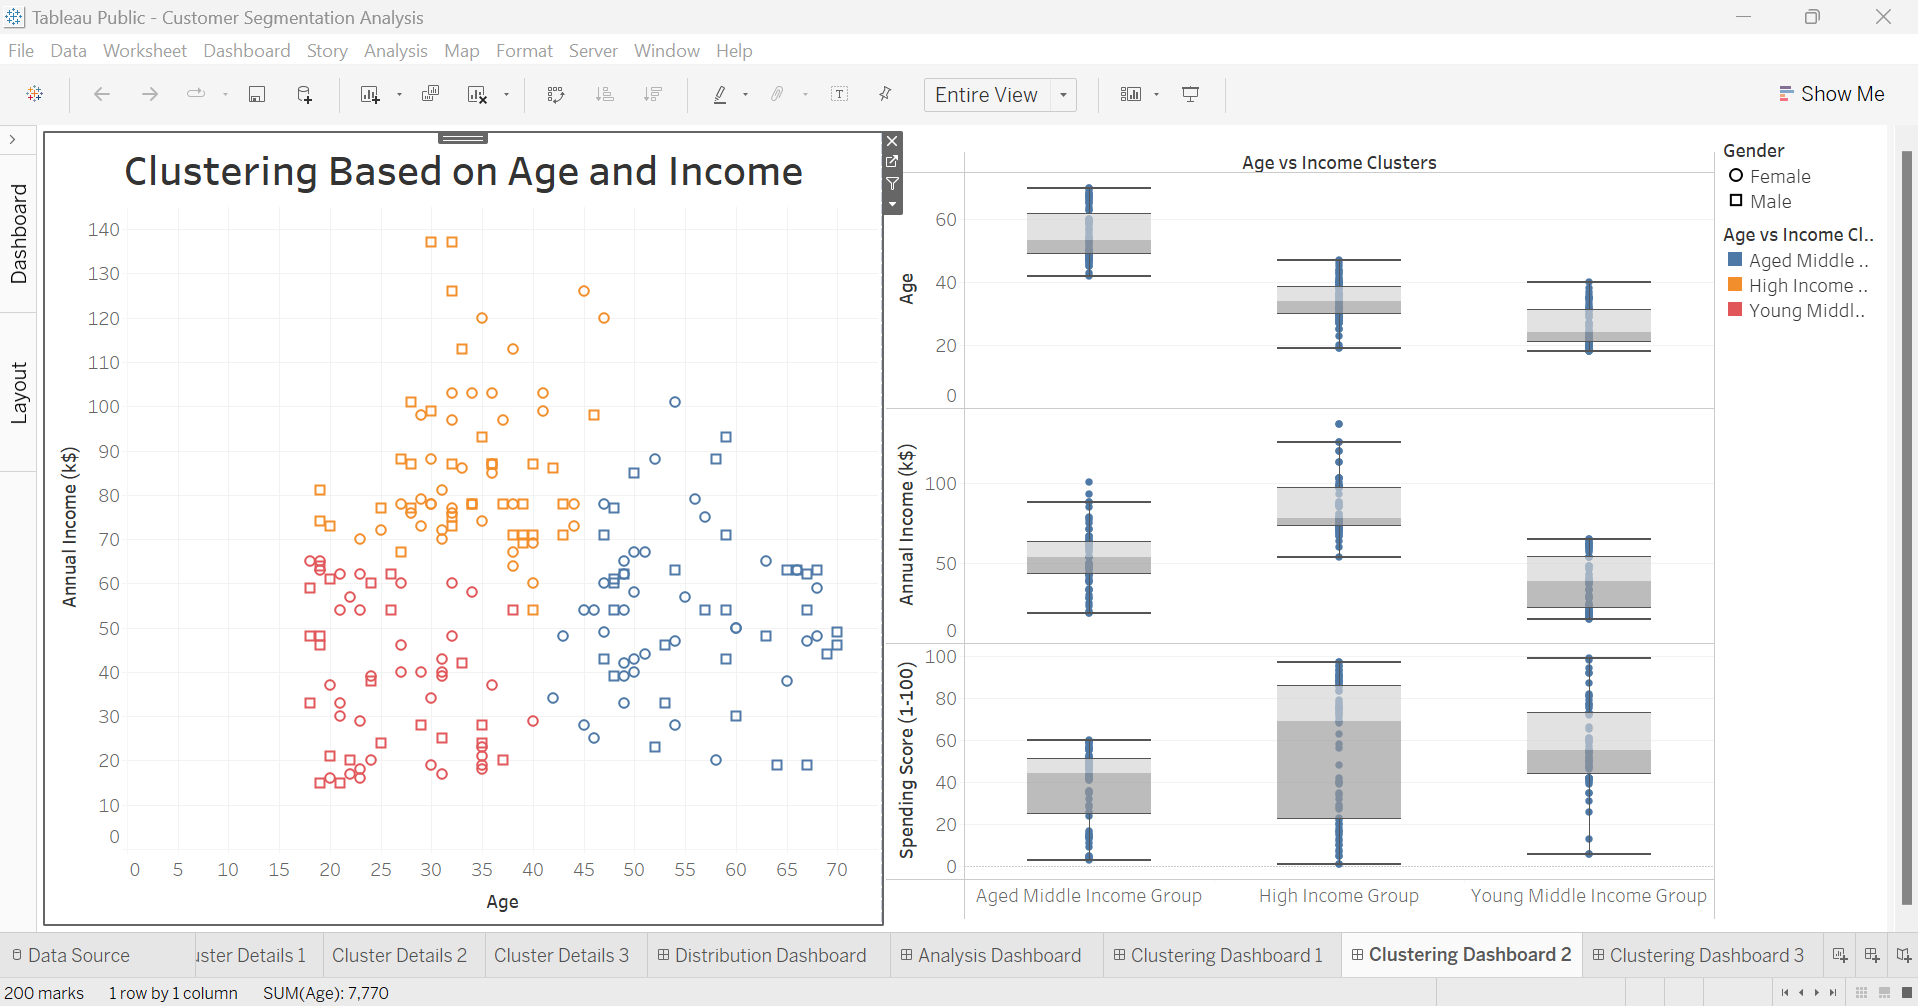 Tableau Public - Customer Segmentation Analysis
File Data Worksheet Dashboard Story Analysis Map Format Server Window Help
Entire View
Show Me
Dashboard
Layout
Clustering Based on Age and Income
140
130
120
110
100
90
80
70
60
50
40
30
20
10
0
Annual Income (k$)
0 5 10 15 20 25 30 35 40 45 50 55 60 65 70
Age
Age vs Income Clusters
60
40
20
0
Age
100
50
0
Annual Income (k$)
100
80
60
40
20
0
Spending Score (1-100)
Aged Middle Income Group High Income Group Young Middle Income Group
Gender
Female
Male
Age vs Income Cl..
Aged Middle ..
High Income ..
Young Middl..
Data Source uster Details 1 Cluster Details 2 Cluster Details 3 Distribution Dashboard Analysis Dashboard Clustering Dashboard 1 Clustering Dashboard 2 Clustering Dashboard 3
200 marks 1 row by 1 column SUM(Age): 7,770